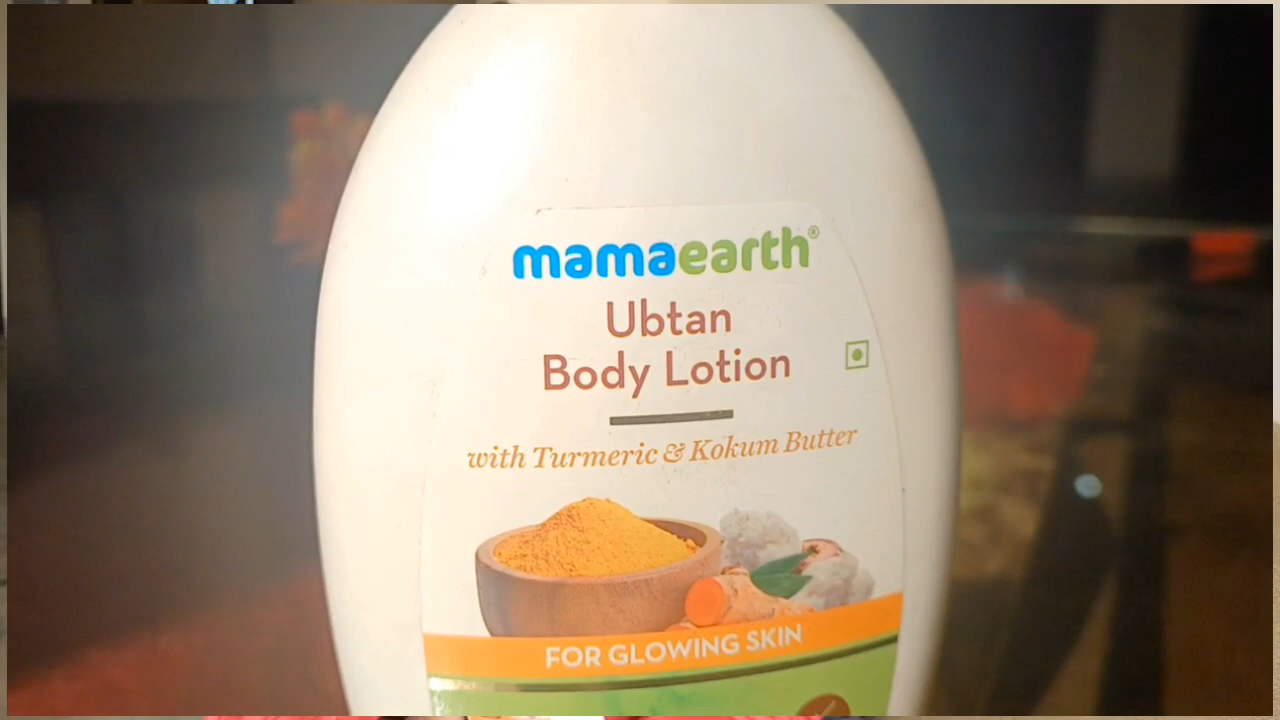 mamaearth®
Ubtan
Body Lotion
with Turmeric & Kokum Butter
FOR GLOWING SKIN